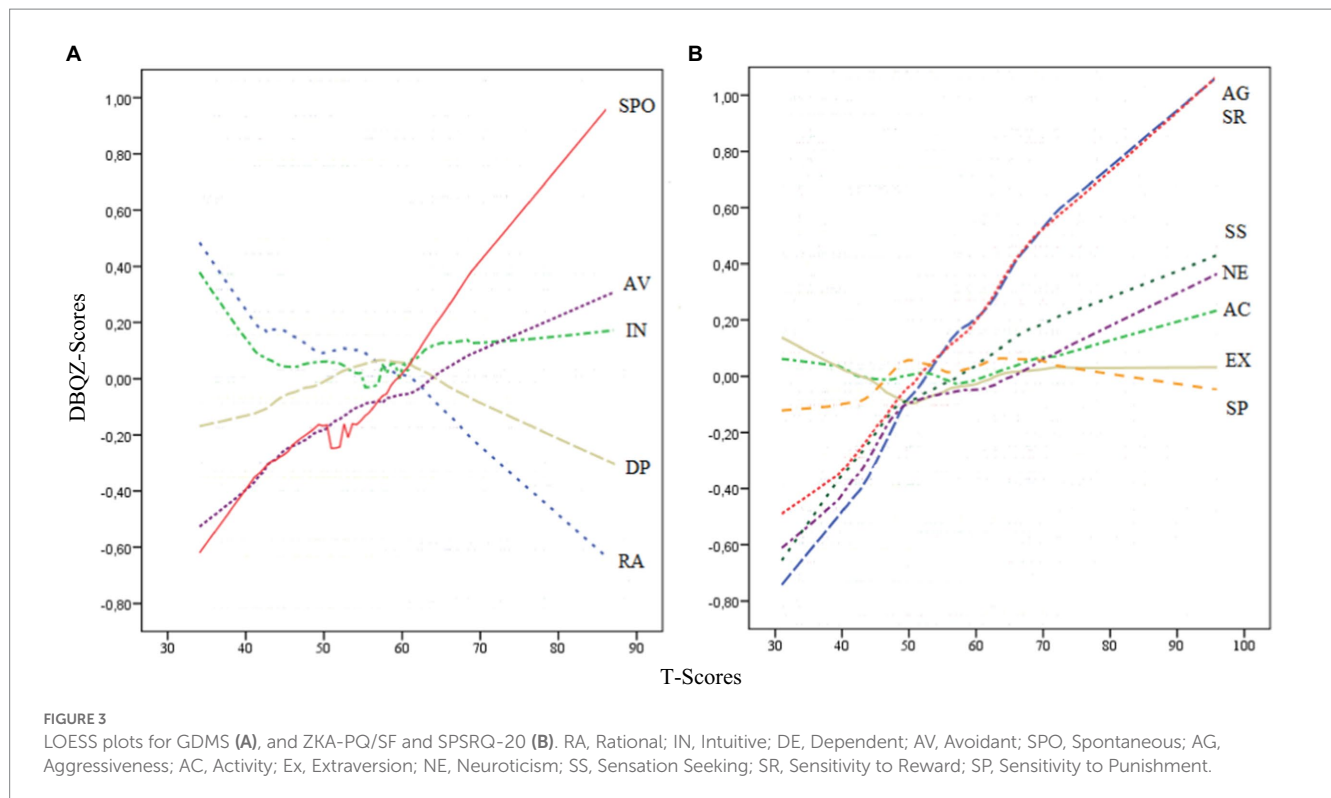 A
B
1,00
0,80
0,60
0,40
0,20
0,00
-0,20
-0,40
-0,60
-0,80
DBQZ-Scores
SPO
AV
IN
DP
RA
30 40 50 60 70 80 90
1,00
0,80
0,60
0,40
0,20
0,00
-0,20
-0,40
-0,60
-0,80
AG
SR
SS
NE
AC
EX
SP
30 40 50 60 70 80 90 100
T-Scores
FIGURE 3
LOESS plots for GDMS (A), and ZKA-PQ/SF and SPSRQ-20 (B). RA, Rational; IN, Intuitive; DE, Dependent; AV, Avoidant; SPO, Spontaneous; AG,
Aggressiveness; AC, Activity; Ex, Extraversion; NE, Neuroticism; SS, Sensation Seeking; SR, Sensitivity to Reward; SP, Sensitivity to Punishment.